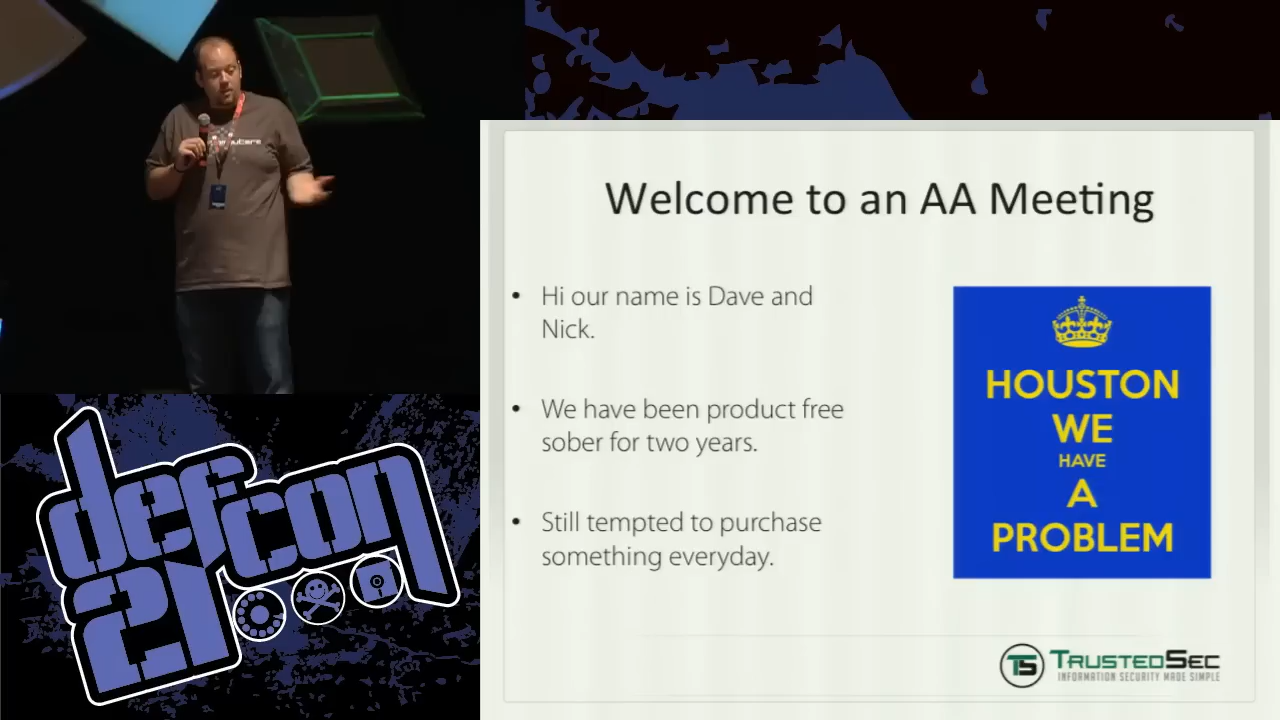 Welcome to an AA Meeting
• Hi our name is Dave and
Nick.
• We have been product free
sober for two years.
• Still tempted to purchase
something everyday.
HOUSTON
WE
HAVE
A
PROBLEM
TS TRUSTEDSEC
INFORMATION SECURITY MADE SIMPLE
defcon
21